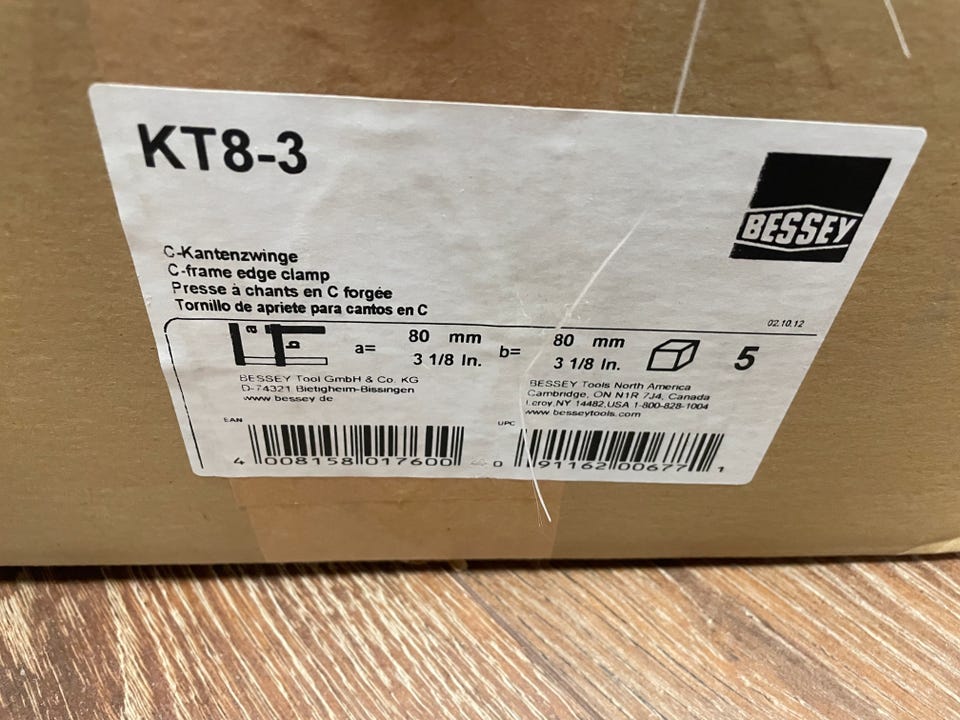 KT8-3
BESSEY
C-Kantenzwinge
C-frame edge clamp
Presse à chants en C forgée
Tornillo de apriete para cantos en C
02.10.12
a
b
a= 80 mm
3 1/8 In.
b= 80 mm
3 1/8 In.
5
BESSEY Tool GmbH & Co. KG
D-74321 Bietigheim-Bissingen
www.bessey.de
BESSEY Tools North America
Cambridge, ON N1R 7J4, Canada
Leroy,NY 14482,USA 1-800-828-1004
www.besseytools.com
EAN
4 008158 017600
UPC
0 91162 00677 1